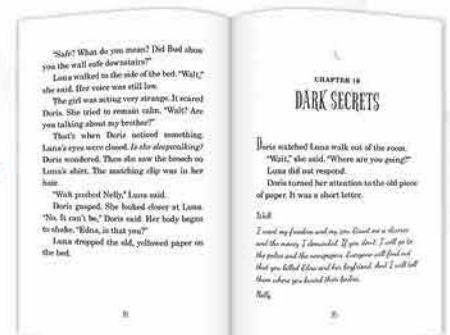 "Safe? What do you mean? Did Bud show
you the wall safe downstairs?"
Luna walked to the side of the bed. "Walt,"
she said. Her voice was still low.
The girl was acting very strange. It scared
Doris. She tried to remain calm. "Walt? Are
you talking about my brother?"
That's when Doris noticed something.
Luna's eyes were closed. Is she sleepwalking?
Doris wondered. Then she saw the brooch on
Luna's shirt. The matching clip was in her
hair.
"Walt pushed Nelly," Luna said.
Doris gasped. She looked closer at Luna.
"No. It can't be," Doris said. Her body began
to shake. "Edna, is that you?"
Luna dropped the old, yellowed paper on
the bed.
CHAPTER 18
DARK SECRETS
Doris watched Luna walk out of the room.
"Wait," she said. "Where are you going?"
Luna did not respond.
Doris turned her attention to the old piece
of paper. It was a short letter.
Walt,
I want my freedom and my son. Grant me a divorce
and the money I demanded. If you don't, I will go to
the police and the newspapers. Everyone will find out
that you killed Edna and her boyfriend. And I will tell
them where you buried their bodies.
Nelly